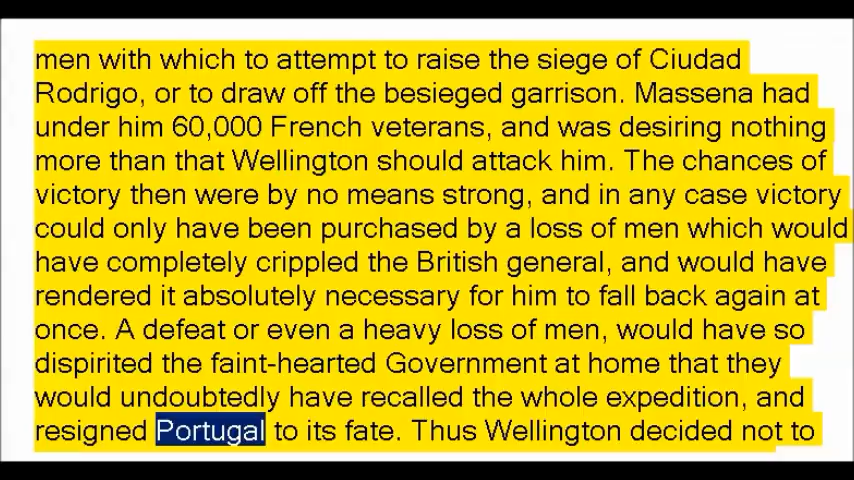 men with which to attempt to raise the siege of Ciudad
Rodrigo, or to draw off the besieged garrison. Massena had
under him 60,000 French veterans, and was desiring nothing
more than that Wellington should attack him. The chances of
victory then were by no means strong, and in any case victory
could only have been purchased by a loss of men which would
have completely crippled the British general, and would have
rendered it absolutely necessary for him to fall back again at
once. A defeat or even a heavy loss of men, would have so
dispirited the faint-hearted Government at home that they
would undoubtedly have recalled the whole expedition, and
resigned Portugal to its fate. Thus Wellington decided not to